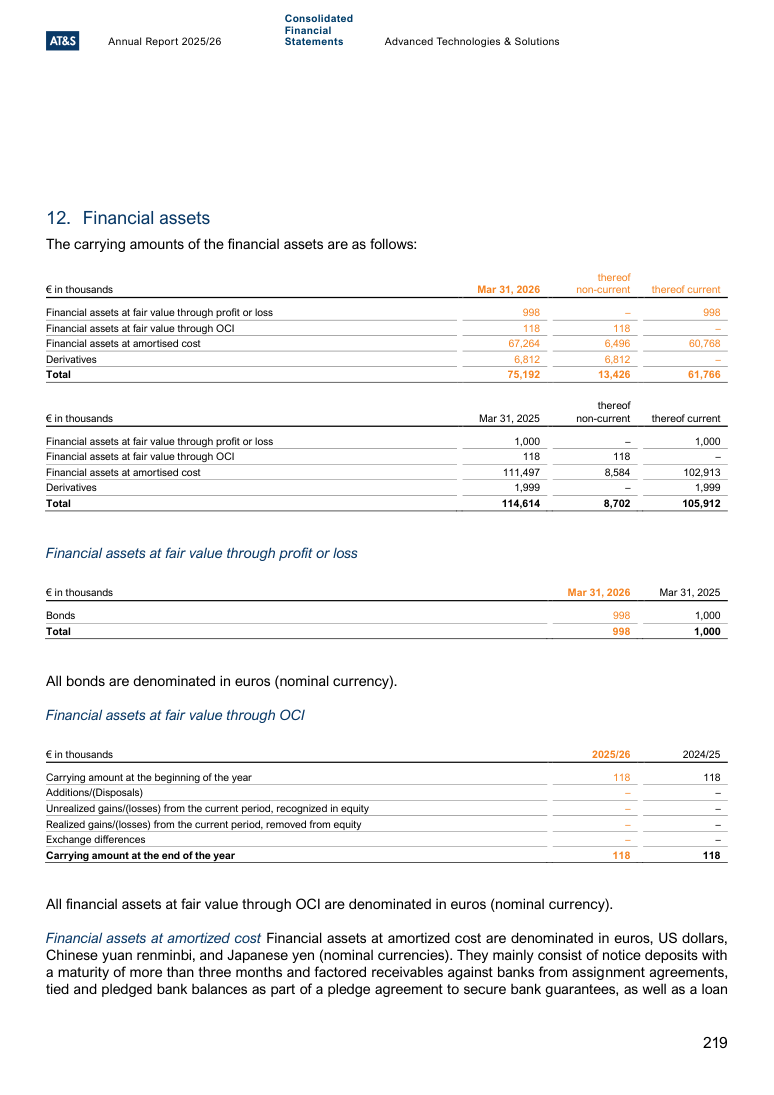 Consolidated
Financial
Statements
AT&S Annual Report 2025/26 Advanced Technologies & Solutions
12. Financial assets
The carrying amounts of the financial assets are as follows:
€ in thousands Mar 31, 2026 thereof non-current thereof current
Financial assets at fair value through profit or loss 998 – 998
Financial assets at fair value through OCI 118 118 –
Financial assets at amortised cost 67,264 6,496 60,768
Derivatives 6,812 6,812 –
Total 75,192 13,426 61,766
€ in thousands Mar 31, 2025 thereof non-current thereof current
Financial assets at fair value through profit or loss 1,000 – 1,000
Financial assets at fair value through OCI 118 118 –
Financial assets at amortised cost 111,497 8,584 102,913
Derivatives 1,999 – 1,999
Total 114,614 8,702 105,912
Financial assets at fair value through profit or loss
€ in thousands Mar 31, 2026 Mar 31, 2025
Bonds 998 1,000
Total 998 1,000
All bonds are denominated in euros (nominal currency).
Financial assets at fair value through OCI
€ in thousands 2025/26 2024/25
Carrying amount at the beginning of the year 118 118
Additions/(Disposals) – –
Unrealized gains/(losses) from the current period, recognized in equity – –
Realized gains/(losses) from the current period, removed from equity – –
Exchange differences – –
Carrying amount at the end of the year 118 118
All financial assets at fair value through OCI are denominated in euros (nominal currency).
Financial assets at amortized cost Financial assets at amortized cost are denominated in euros, US dollars,
Chinese yuan renminbi, and Japanese yen (nominal currencies). They mainly consist of notice deposits with
a maturity of more than three months and factored receivables against banks from assignment agreements,
tied and pledged bank balances as part of a pledge agreement to secure bank guarantees, as well as a loan
219